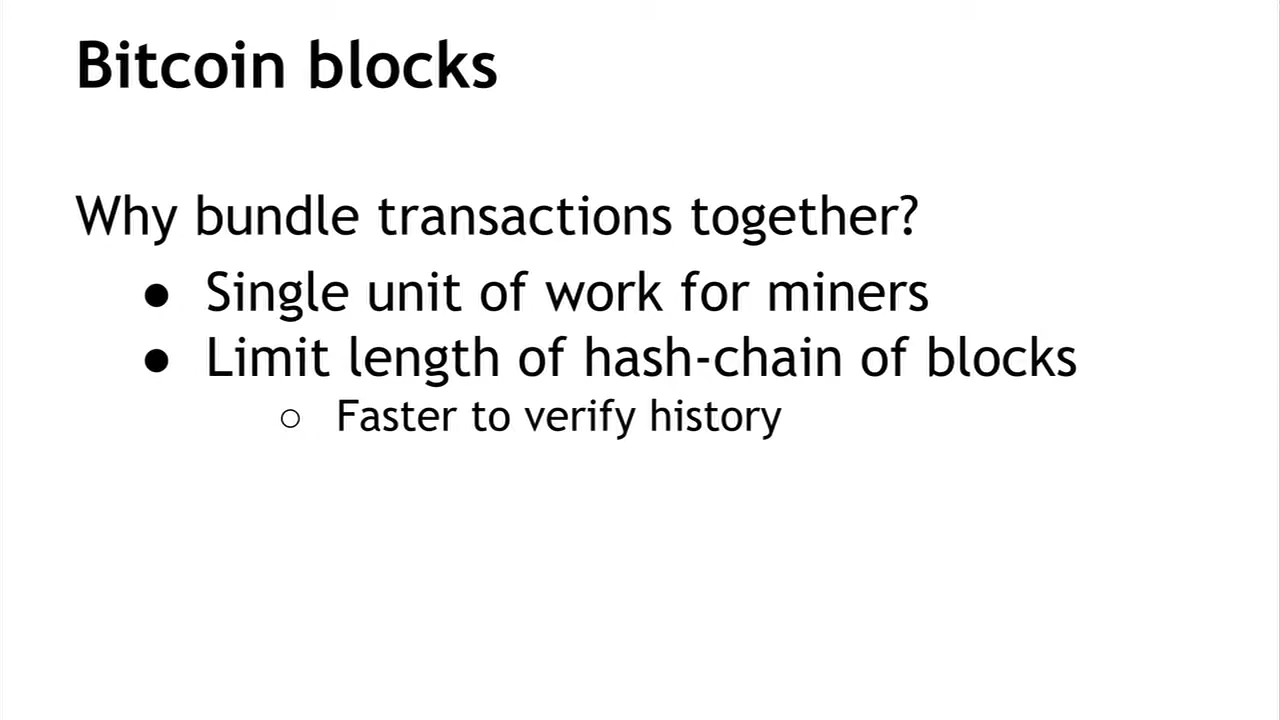 Bitcoin blocks
Why bundle transactions together?
● Single unit of work for miners
● Limit length of hash-chain of blocks
○ Faster to verify history